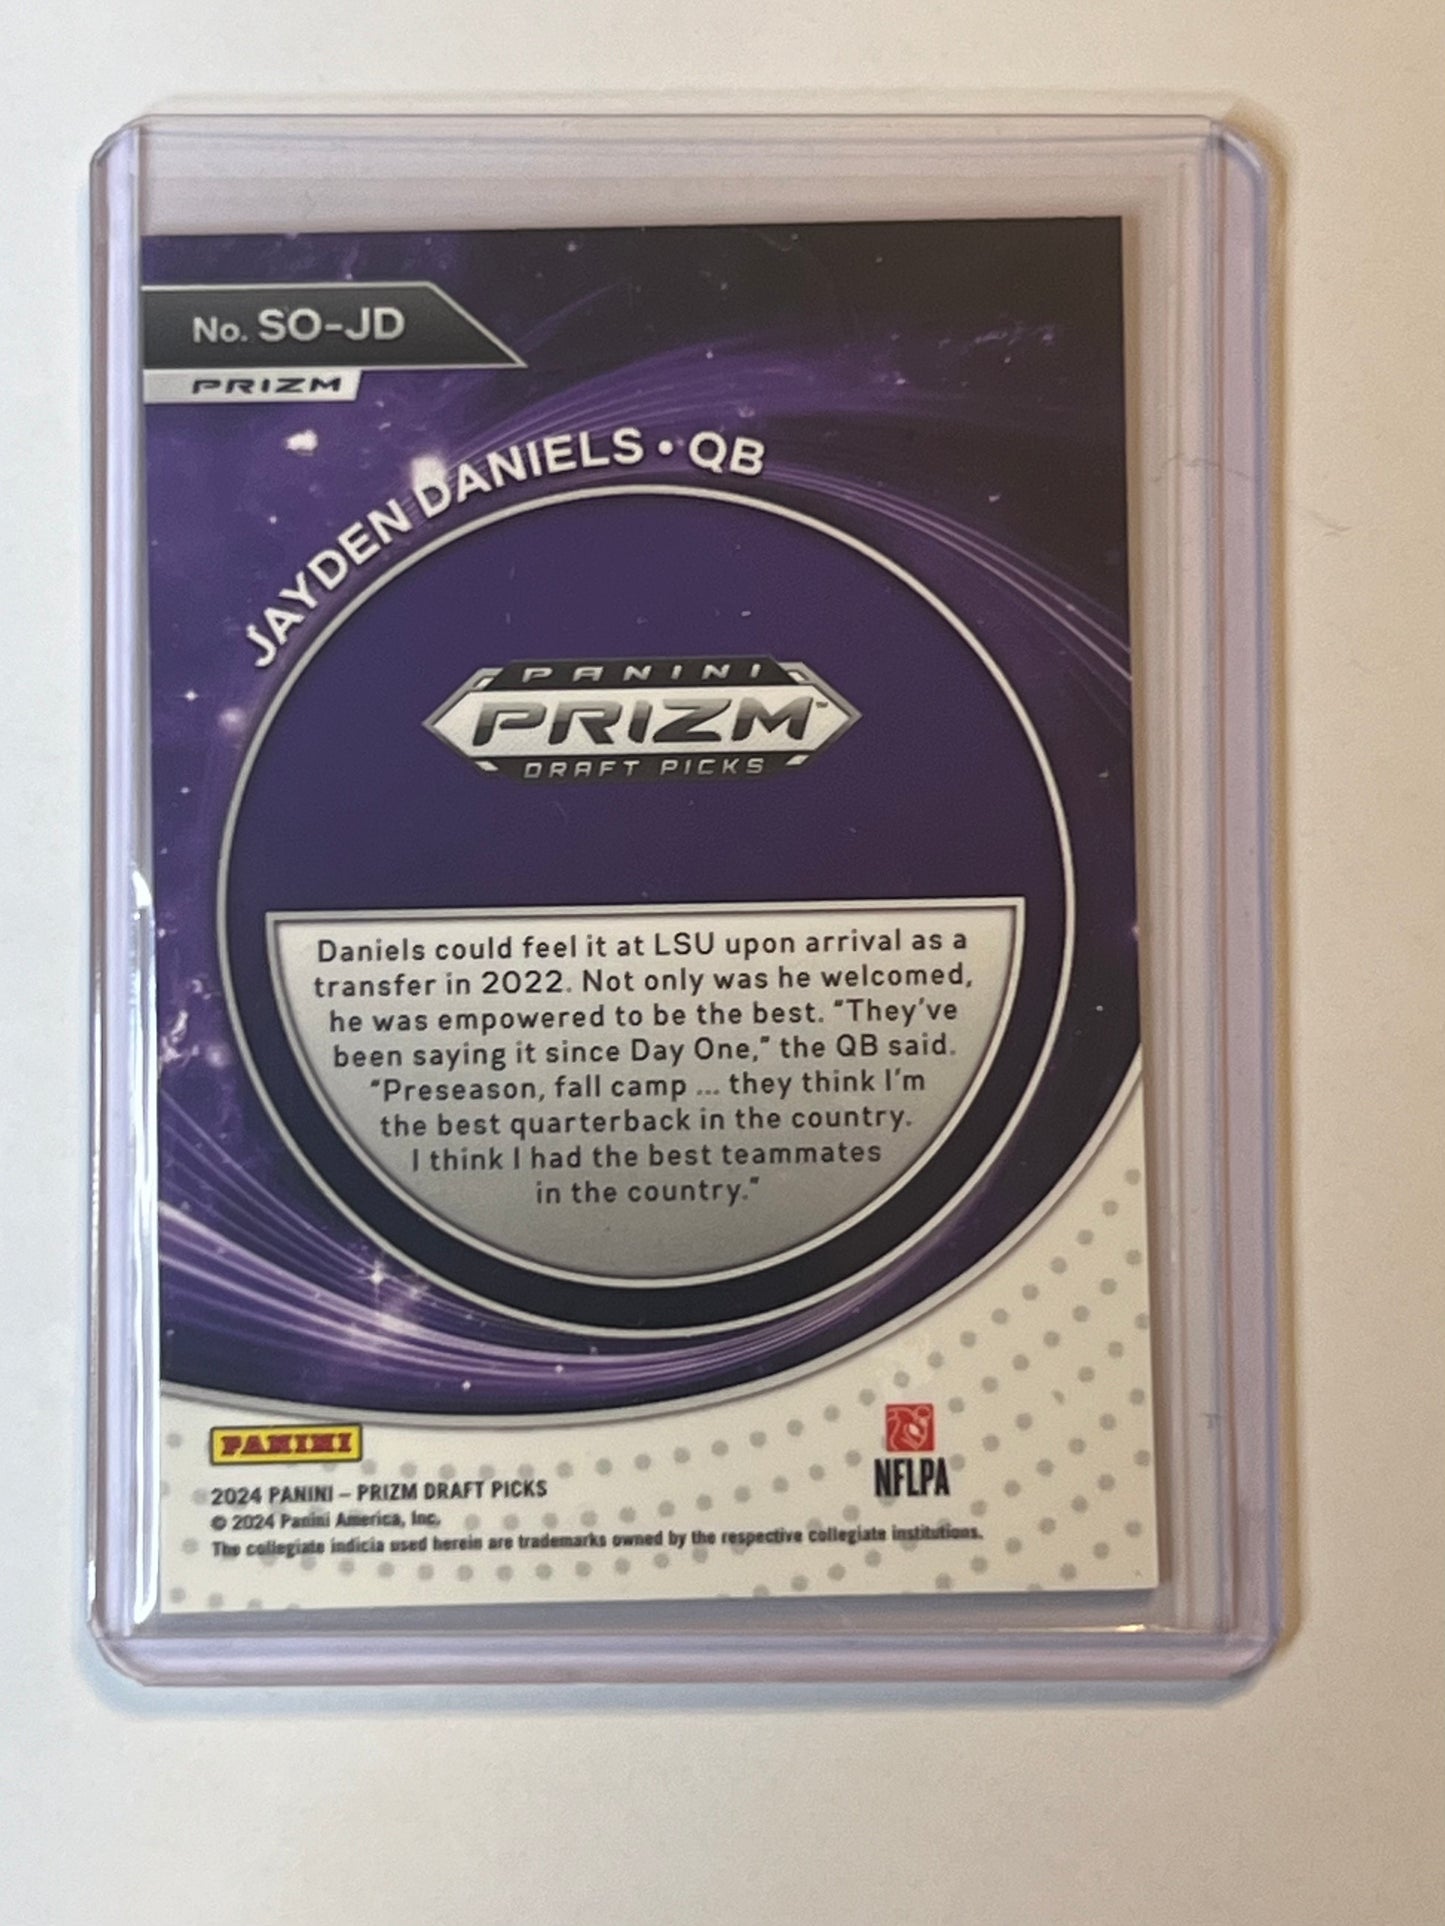 No. SO-JD
PRIZM
JAYDEN DANIELS • QB
PANINI
PRIZM™
DRAFT PICKS
Daniels could feel it at LSU upon arrival as a
transfer in 2022. Not only was he welcomed,
he was empowered to be the best. "They've
been saying it since Day One," the QB said.
"Preseason, fall camp ... they think I'm
the best quarterback in the country.
I think I had the best teammates
in the country."
PANINI
NFLPA
2024 PANINI – PRIZM DRAFT PICKS
© 2024 Panini America, Inc.
The collegiate indicia used herein are trademarks owned by the respective collegiate institutions.